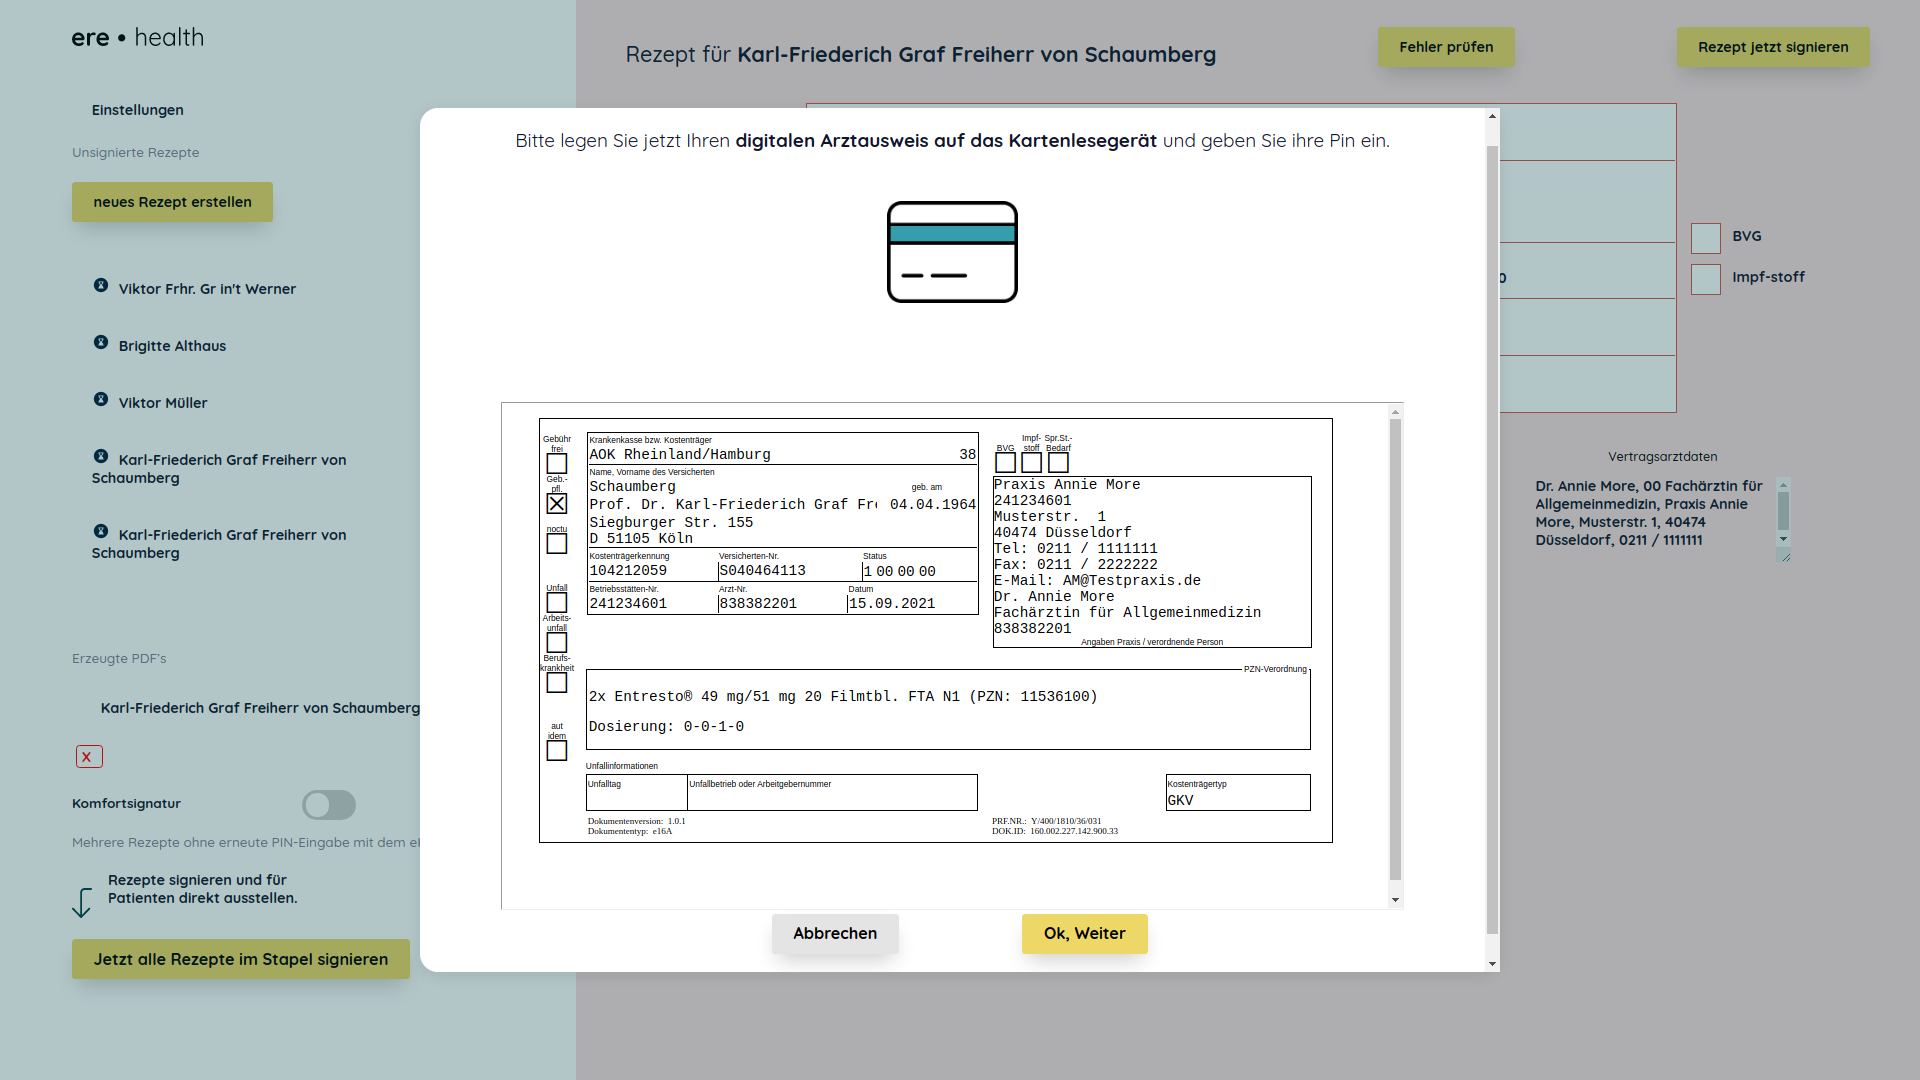 ere • health
Einstellungen
Unsignierte Rezepte
neues Rezept erstellen
Viktor Frhr. Gr in't Werner
Brigitte Althaus
Viktor Müller
Karl-Friederich Graf Freiherr von
Schaumberg
Karl-Friederich Graf Freiherr von
Schaumberg
Erzeugte PDF's
Karl-Friederich Graf Freiherr von Schaumberg
X
Komfortsignatur
Mehrere Rezepte ohne erneute PIN-Eingabe mit dem
Rezepte signieren und für
Patienten direkt ausstellen.
Jetzt alle Rezepte im Stapel signieren
Rezept für Karl-Friederich Graf Freiherr von Schaumberg
Fehler prüfen
Rezept jetzt signieren
BVG
Impf-stoff
Vertragsarztdaten
Dr. Annie More, 00 Fachärztin für
Allgemeinmedizin, Praxis Annie
More, Musterstr. 1, 40474
Düsseldorf, 0211 / 1111111
Bitte legen Sie jetzt Ihren digitalen Arztausweis auf das Kartenlesegerät und geben Sie ihre Pin ein.
Gebühr
frei
Geb.-
pfl.
noctu
Unfall
Arbeits-
unfall
Berufs-
krankheit
aut
idem
Krankenkasse bzw. Kostenträger
AOK Rheinland/Hamburg 38
Name, Vorname des Versicherten
Schaumberg
geb. am
Prof. Dr. Karl-Friederich Graf Fr 04.04.1964
Siegburger Str. 155
D 51105 Köln
Kostenträgerkennung Versicherten-Nr. Status
104212059 S040464113 1 00 00 00
Betriebsstätten-Nr. Arzt-Nr. Datum
241234601 838382201 15.09.2021
BVG Impf-stoff Spr.St.-Bedarf
Praxis Annie More
241234601
Musterstr. 1
40474 Düsseldorf
Tel: 0211 / 1111111
Fax: 0211 / 2222222
E-Mail: AM@Testpraxis.de
Dr. Annie More
Fachärztin für Allgemeinmedizin
838382201
Angaben Praxis / verordnende Person
PZN-Verordnung
2x Entresto® 49 mg/51 mg 20 Filmtbl. FTA N1 (PZN: 11536100)
Dosierung: 0-0-1-0
Unfallinformationen
Unfalltag Unfallbetrieb oder Arbeitgebernummer
Kostenträgertyp
GKV
Dokumentenversion: 1.0.1
Dokumententyp: e16A
PRF.NR.: Y/400/1810/36/031
DOK.ID: 160.002.227.142.900.33
Abbrechen
Ok, Weiter